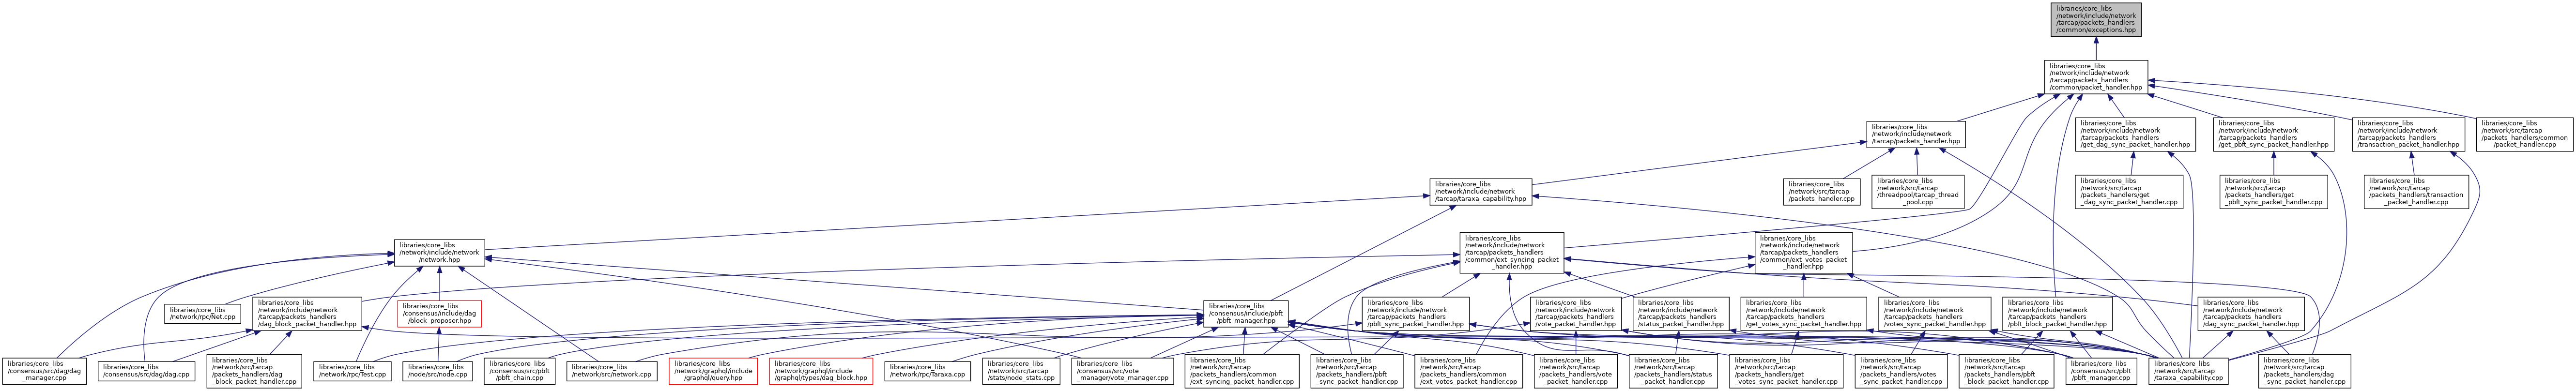 libraries/core_libs
/network/include/network
/tarcap/packets_handlers
/common/exceptions.hpp
libraries/core_libs
/network/include/network
/tarcap/packets_handlers
/common/packet_handler.hpp
libraries/core_libs
/network/include/network
/tarcap/packets_handler.hpp
libraries/core_libs
/network/include/network
/tarcap/packets_handlers
/get_dag_sync_packet_handler.hpp
libraries/core_libs
/network/include/network
/tarcap/packets_handlers
/get_pbft_sync_packet_handler.hpp
libraries/core_libs
/network/include/network
/tarcap/packets_handlers
/transaction_packet_handler.hpp
libraries/core_libs
/network/src/tarcap
/packets_handlers/common
/packet_handler.cpp
libraries/core_libs
/network/include/network
/tarcap/taraxa_capability.hpp
libraries/core_libs
/network/src/tarcap
/packets_handler.cpp
libraries/core_libs
/network/src/tarcap
/threadpool/tarcap_thread
_pool.cpp
libraries/core_libs
/network/src/tarcap
/packets_handlers/get
_dag_sync_packet_handler.cpp
libraries/core_libs
/network/src/tarcap
/packets_handlers/get
_pbft_sync_packet_handler.cpp
libraries/core_libs
/network/src/tarcap
/packets_handlers/transaction
_packet_handler.cpp
libraries/core_libs
/network/include/network
/network.hpp
libraries/core_libs
/network/include/network
/tarcap/packets_handlers
/common/ext_syncing_packet
_handler.hpp
libraries/core_libs
/network/include/network
/tarcap/packets_handlers
/common/ext_votes_packet
_handler.hpp
libraries/core_libs
/network/rpc/Net.cpp
libraries/core_libs
/network/include/network
/tarcap/packets_handlers
/dag_block_packet_handler.hpp
libraries/core_libs
/consensus/include/dag
/block_proposer.hpp
libraries/core_libs
/consensus/include/pbft
/pbft_manager.hpp
libraries/core_libs
/network/include/network
/tarcap/packets_handlers
/pbft_sync_packet_handler.hpp
libraries/core_libs
/network/include/network
/tarcap/packets_handlers
/vote_packet_handler.hpp
libraries/core_libs
/network/include/network
/tarcap/packets_handlers
/status_packet_handler.hpp
libraries/core_libs
/network/include/network
/tarcap/packets_handlers
/get_votes_sync_packet_handler.hpp
libraries/core_libs
/network/include/network
/tarcap/packets_handlers
/votes_sync_packet_handler.hpp
libraries/core_libs
/network/include/network
/tarcap/packets_handlers
/pbft_block_packet_handler.hpp
libraries/core_libs
/network/include/network
/tarcap/packets_handlers
/dag_sync_packet_handler.hpp
libraries/core_libs
/consensus/src/dag/dag
_manager.cpp
libraries/core_libs
/consensus/src/dag/dag.cpp
libraries/core_libs
/network/src/tarcap
/packets_handlers/dag
_block_packet_handler.cpp
libraries/core_libs
/network/rpc/Test.cpp
libraries/core_libs
/node/src/node.cpp
libraries/core_libs
/consensus/src/pbft
/pbft_chain.cpp
libraries/core_libs
/network/src/network.cpp
libraries/core_libs
/network/graphql/include
/graphql/query.hpp
libraries/core_libs
/network/graphql/include
/graphql/types/dag_block.hpp
libraries/core_libs
/network/rpc/Taraxa.cpp
libraries/core_libs
/network/src/tarcap
/stats/node_stats.cpp
libraries/core_libs
/consensus/src/vote
_manager/vote_manager.cpp
libraries/core_libs
/network/src/tarcap
/packets_handlers/common
/ext_syncing_packet_handler.cpp
libraries/core_libs
/network/src/tarcap
/packets_handlers/pbft
_sync_packet_handler.cpp
libraries/core_libs
/network/src/tarcap
/packets_handlers/common
/ext_votes_packet_handler.cpp
libraries/core_libs
/network/src/tarcap
/packets_handlers/vote
_packet_handler.cpp
libraries/core_libs
/network/src/tarcap
/packets_handlers/status
_packet_handler.cpp
libraries/core_libs
/network/src/tarcap
/packets_handlers/get
_votes_sync_packet_handler.cpp
libraries/core_libs
/network/src/tarcap
/packets_handlers/votes
_sync_packet_handler.cpp
libraries/core_libs
/network/src/tarcap
/packets_handlers/pbft
_block_packet_handler.cpp
libraries/core_libs
/consensus/src/pbft
/pbft_manager.cpp
libraries/core_libs
/network/src/tarcap
/taraxa_capability.cpp
libraries/core_libs
/network/src/tarcap
/packets_handlers/dag
_sync_packet_handler.cpp